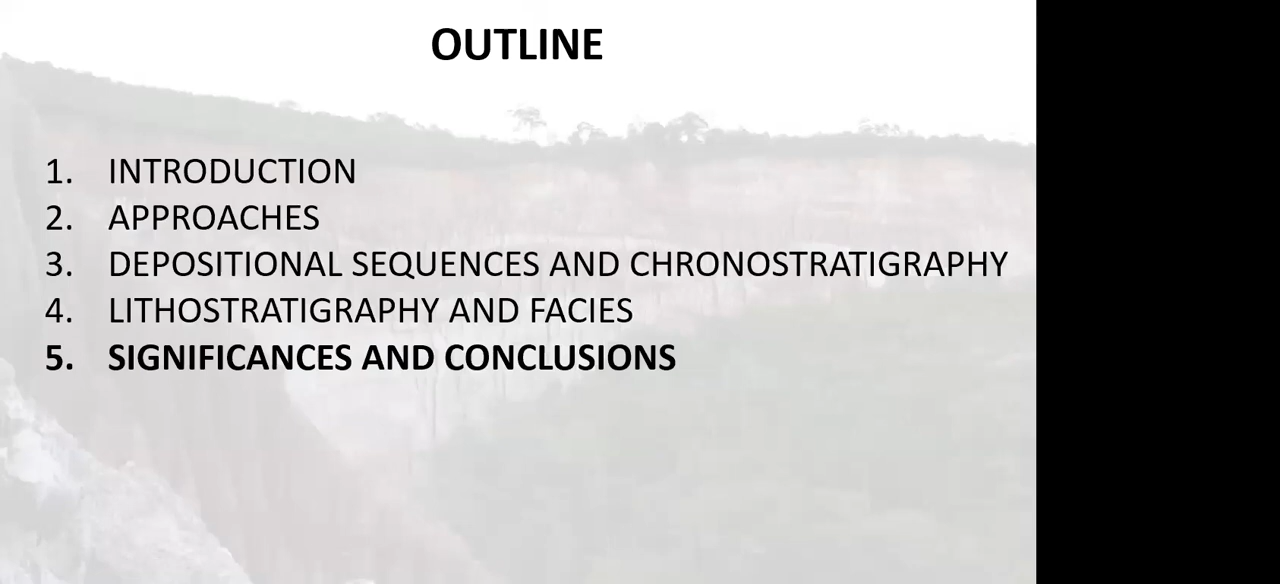 OUTLINE
1. INTRODUCTION
2. APPROACHES
3. DEPOSITIONAL SEQUENCES AND CHRONOSTRATIGRAPHY
4. LITHOSTRATIGRAPHY AND FACIES
5. SIGNIFICANCES AND CONCLUSIONS